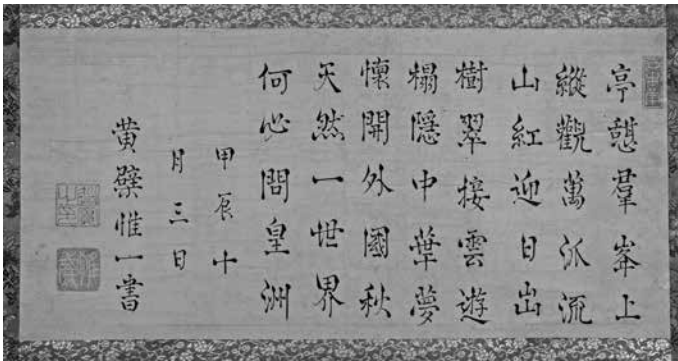 亭憩羣峯上
縱觀萬派流
山紅迎日出
樹翠接雲遊
榻隱中華夢
懷開外國秋
天然一世界
何必問皇洲
甲辰十
月三日
黄檗惟一書